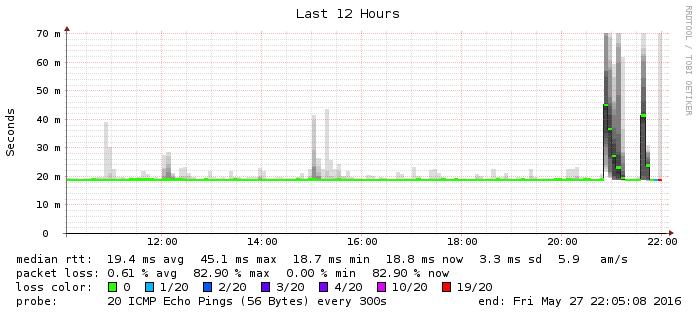 Last 12 Hours
RRDTOOL / TOBI OETIKER
Seconds
70 m
60 m
50 m
40 m
30 m
20 m
10 m
0
12:00 14:00 16:00 18:00 20:00 22:00
median rtt: 19.4 ms avg 45.1 ms max 18.7 ms min 18.8 ms now 3.3 ms sd 5.9 am/s
packet loss: 0.61 % avg 82.90 % max 0.00 % min 82.90 % now
loss color: 0 1/20 2/20 3/20 4/20 10/20 19/20
probe: 20 ICMP Echo Pings (56 Bytes) every 300s end: Fri May 27 22:05:08 2016